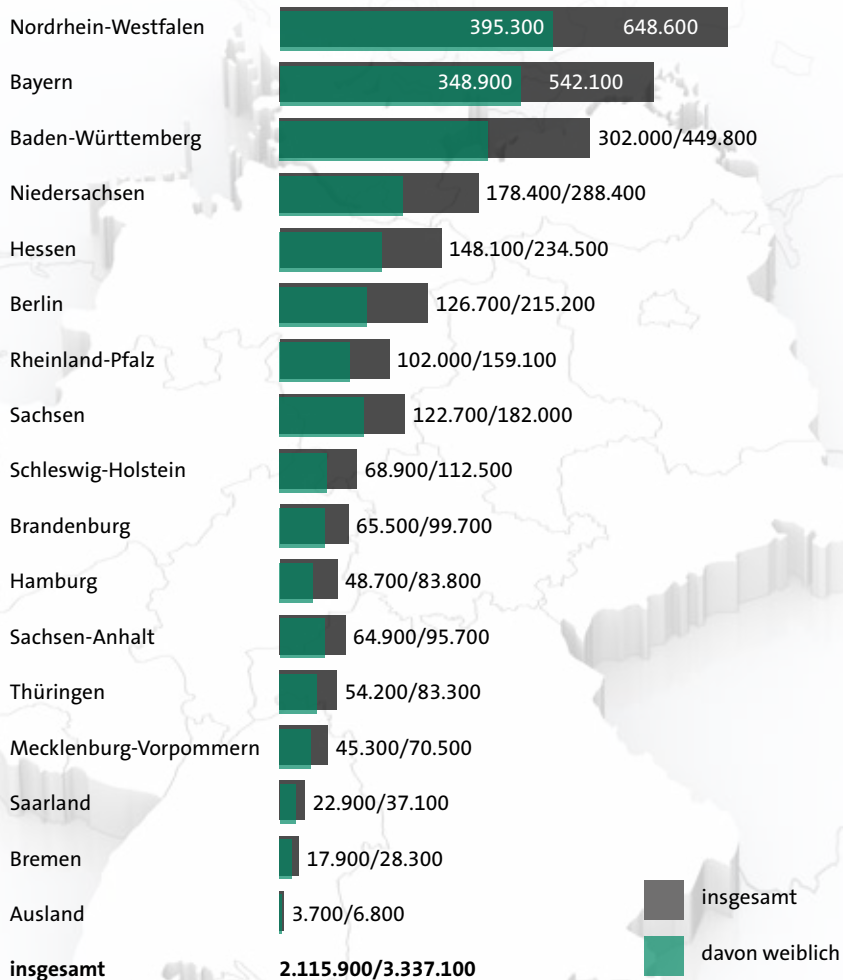 Nordrhein-Westfalen 395.300 648.600
Bayern 348.900 542.100
Baden-Württemberg 302.000/449.800
Niedersachsen 178.400/288.400
Hessen 148.100/234.500
Berlin 126.700/215.200
Rheinland-Pfalz 102.000/159.100
Sachsen 122.700/182.000
Schleswig-Holstein 68.900/112.500
Brandenburg 65.500/99.700
Hamburg 48.700/83.800
Sachsen-Anhalt 64.900/95.700
Thüringen 54.200/83.300
Mecklenburg-Vorpommern 45.300/70.500
Saarland 22.900/37.100
Bremen 17.900/28.300
Ausland 3.700/6.800
insgesamt 2.115.900/3.337.100
insgesamt
davon weiblich